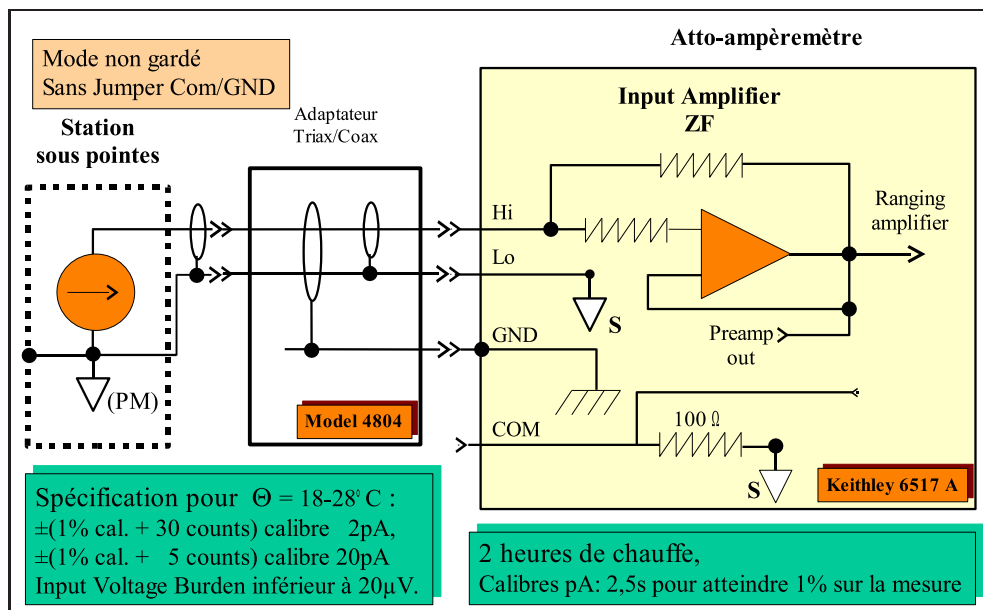 Mode non gardé
Sans Jumper Com/GND
Atto-ampèremètre
Station
sous pointes
Adaptateur
Triax/Coax
Input Amplifier
ZF
Hi
Ranging
amplifier
Lo
S
GND
Preamp
out
(PM)
Model 4804
COM
100 Ω
S
Keithley 6517 A
Spécification pour Θ = 18-28° C :
±(1% cal. + 30 counts) calibre 2pA,
±(1% cal. + 5 counts) calibre 20pA
Input Voltage Burden inférieur à 20µV.
2 heures de chauffe,
Calibres pA: 2,5s pour atteindre 1% sur la mesure